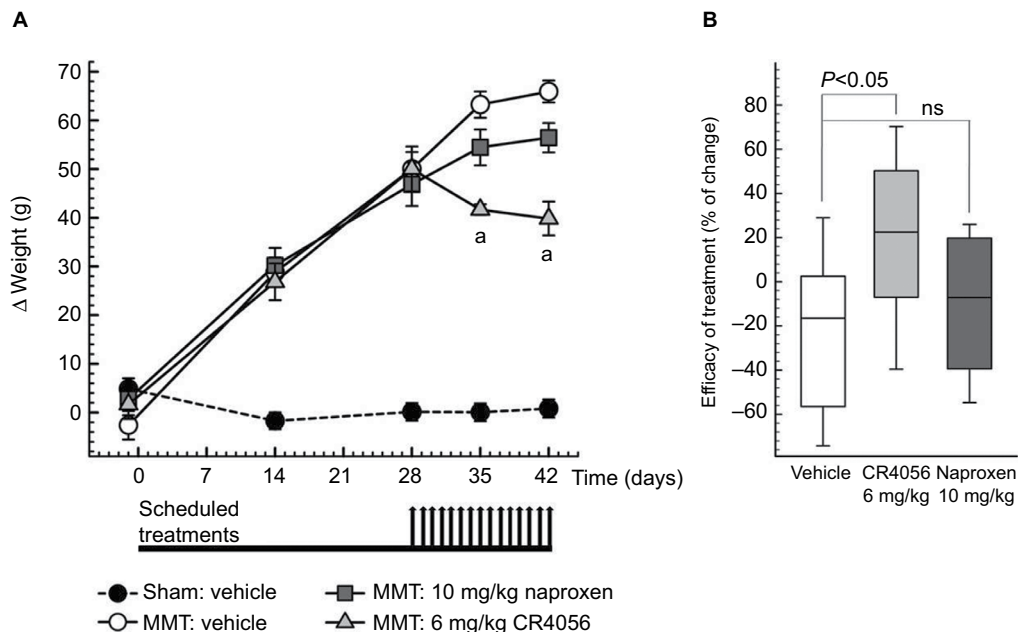 A
Δ Weight (g)
70
60
50
40
30
20
10
0
a
a
0 7 14 21 28 35 42 Time (days)
Scheduled
treatments
Sham: vehicle
MMT: vehicle
MMT: 10 mg/kg naproxen
MMT: 6 mg/kg CR4056
B
Efficacy of treatment (% of change)
80
60
40
20
0
–20
–40
–60
P<0.05
ns
Vehicle CR4056 Naproxen
6 mg/kg 10 mg/kg